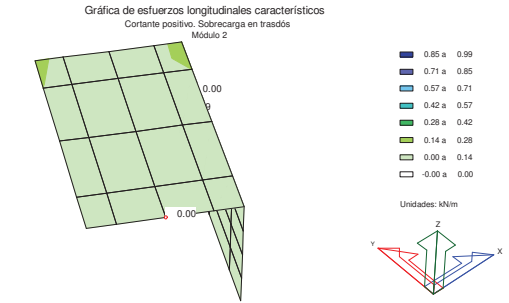 Gráfica de esfuerzos longitudinales característicos
Cortante positivo. Sobrecarga en trasdós
Módulo 2
0.85 a 0.99
0.71 a 0.85
0.57 a 0.71
0.42 a 0.57
0.28 a 0.42
0.14 a 0.28
0.00 a 0.14
-0.00 a 0.00
0.00
9
0.00
Unidades: kN/m
Z
Y
X